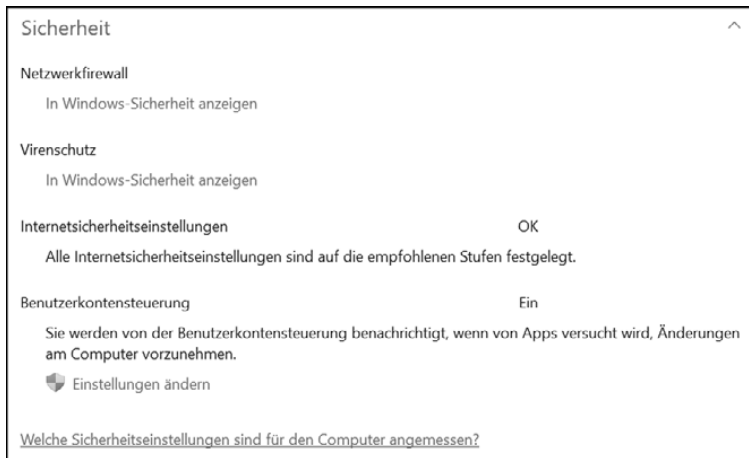 Sicherheit
Netzwerkfirewall
In Windows-Sicherheit anzeigen
Virenschutz
In Windows-Sicherheit anzeigen
Internetsicherheitseinstellungen OK
Alle Internetsicherheitseinstellungen sind auf die empfohlenen Stufen festgelegt.
Benutzerkontensteuerung Ein
Sie werden von der Benutzerkontensteuerung benachrichtigt, wenn von Apps versucht wird, Änderungen
am Computer vorzunehmen.
Einstellungen ändern
Welche Sicherheitseinstellungen sind für den Computer angemessen?